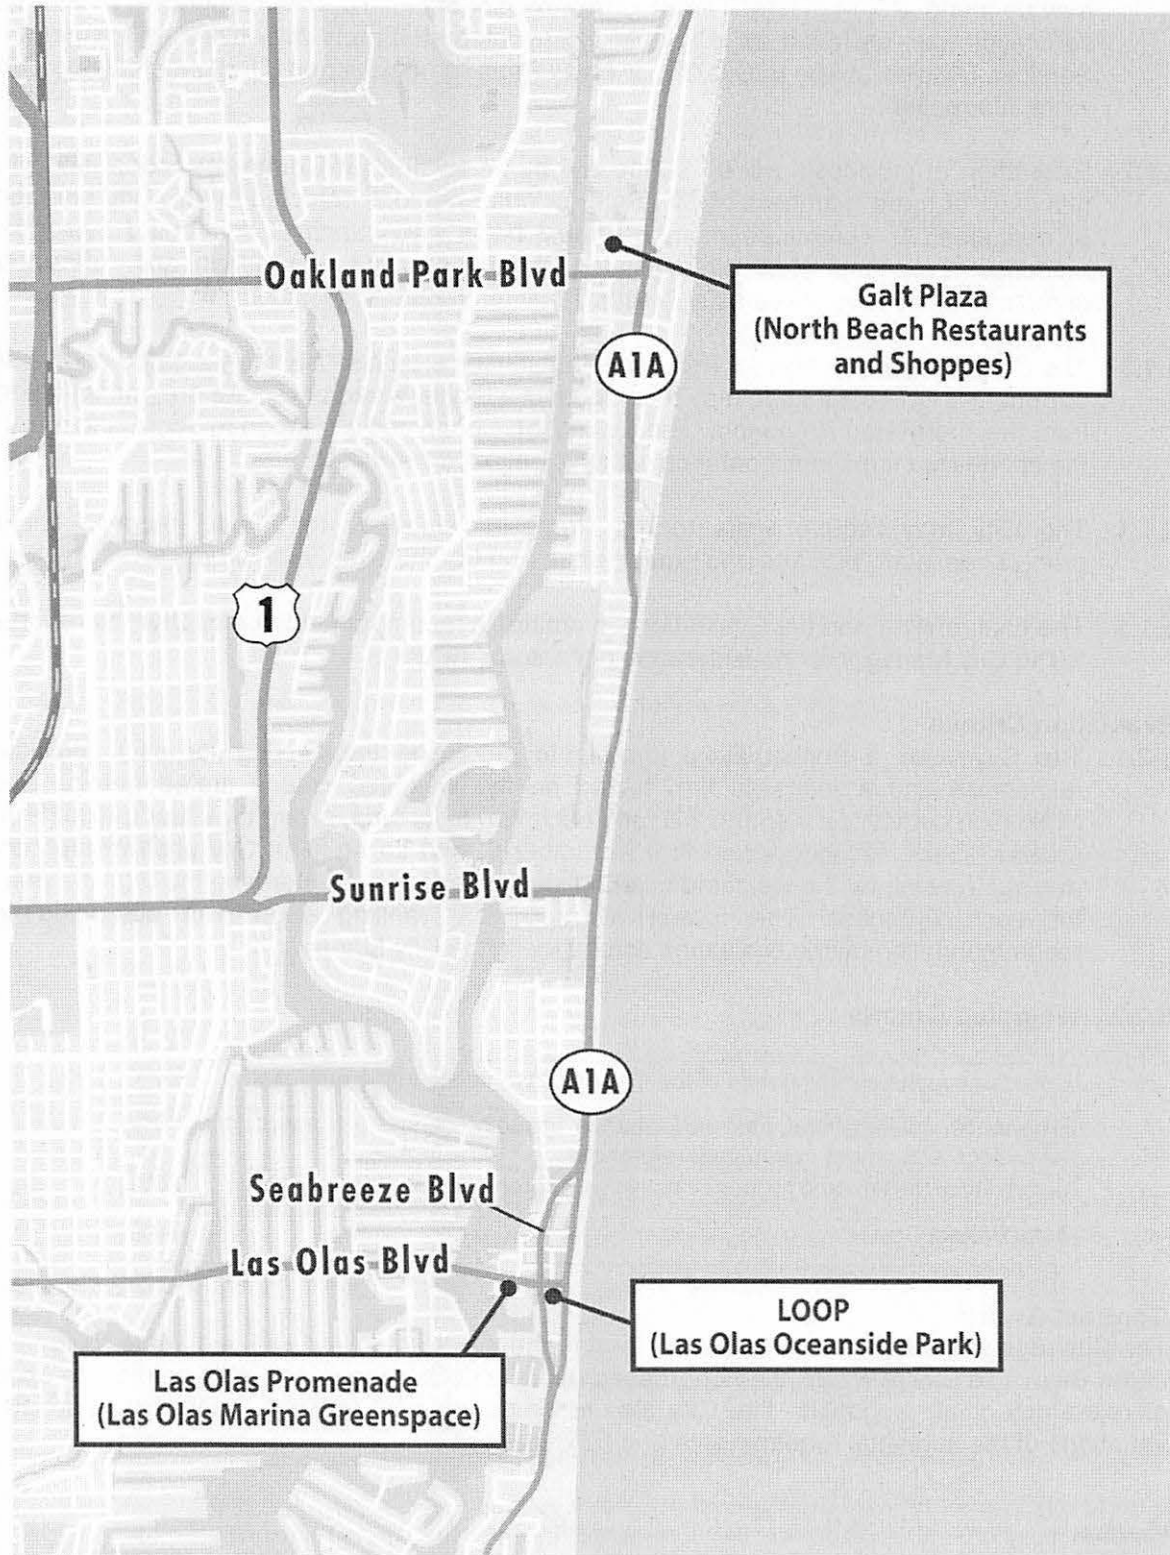 Oakland Park Blvd
Galt Plaza
(North Beach Restaurants
and Shoppes)
A1A
1
Sunrise Blvd
A1A
Seabreeze Blvd
Las Olas Blvd
LOOP
(Las Olas Oceanside Park)
Las Olas Promenade
(Las Olas Marina Greenspace)